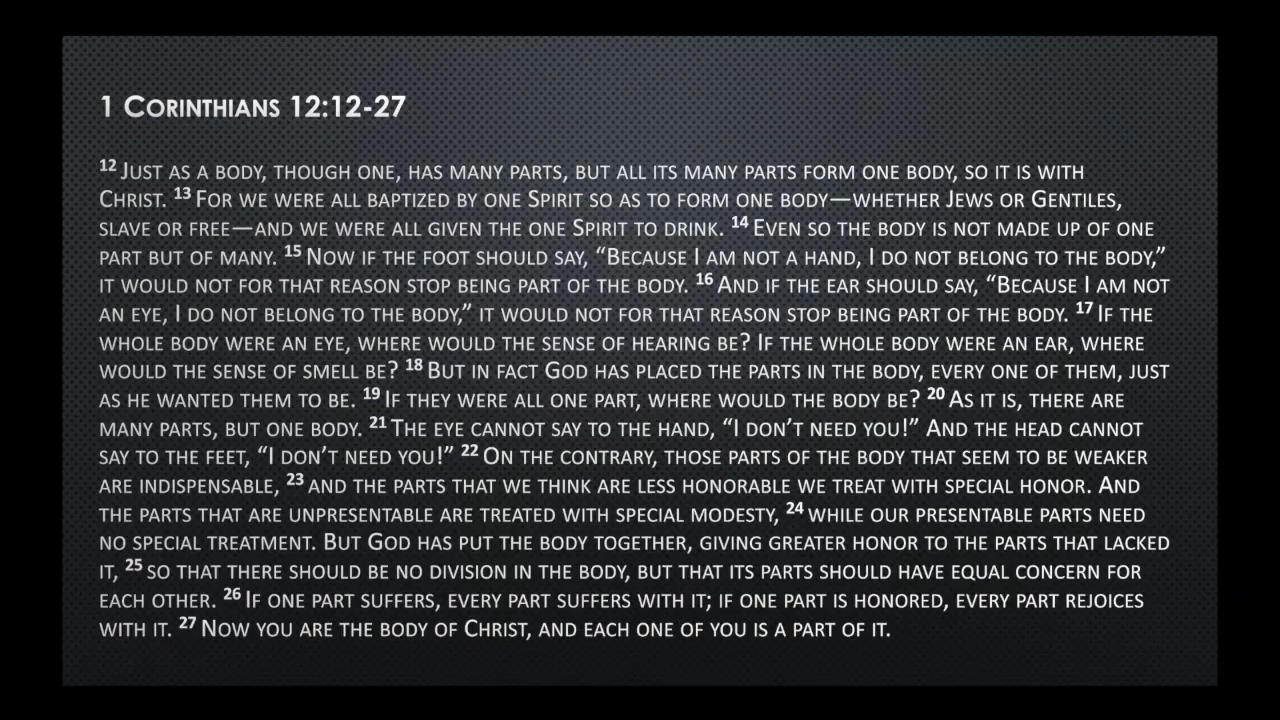 1 Corinthians 12:12-27
12 Just as a body, though one, has many parts, but all its many parts form one body, so it is with
Christ. 13 For we were all baptized by one Spirit so as to form one body—whether Jews or Gentiles,
slave or free—and we were all given the one Spirit to drink. 14 Even so the body is not made up of one
part but of many. 15 Now if the foot should say, “Because I am not a hand, I do not belong to the body,”
it would not for that reason stop being part of the body. 16 And if the ear should say, “Because I am not
an eye, I do not belong to the body,” it would not for that reason stop being part of the body. 17 If the
whole body were an eye, where would the sense of hearing be? If the whole body were an ear, where
would the sense of smell be? 18 But in fact God has placed the parts in the body, every one of them, just
as he wanted them to be. 19 If they were all one part, where would the body be? 20 As it is, there are
many parts, but one body. 21 The eye cannot say to the hand, “I don’t need you!” And the head cannot
say to the feet, “I don’t need you!” 22 On the contrary, those parts of the body that seem to be weaker
are indispensable, 23 and the parts that we think are less honorable we treat with special honor. And
the parts that are unpresentable are treated with special modesty, 24 while our presentable parts need
no special treatment. But God has put the body together, giving greater honor to the parts that lacked
it, 25 so that there should be no division in the body, but that its parts should have equal concern for
each other. 26 If one part suffers, every part suffers with it; if one part is honored, every part rejoices
with it. 27 Now you are the body of Christ, and each one of you is a part of it.